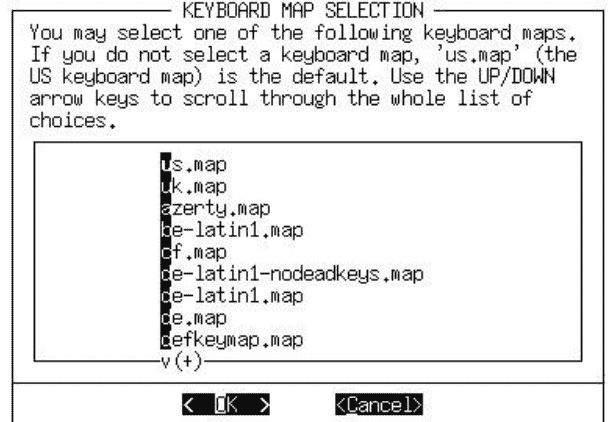 KEYBOARD MAP SELECTION
You may select one of the following keyboard maps.
If you do not select a keyboard map, 'us.map' (the
US keyboard map) is the default. Use the UP/DOWN
arrow keys to scroll through the whole list of
choices.
us.map
uk.map
azerty.map
be-latin1.map
cf.map
de-latin1-nodeadkeys.map
de-latin1.map
de.map
defkeymap.map
v(+)
< OK > <Cancel>